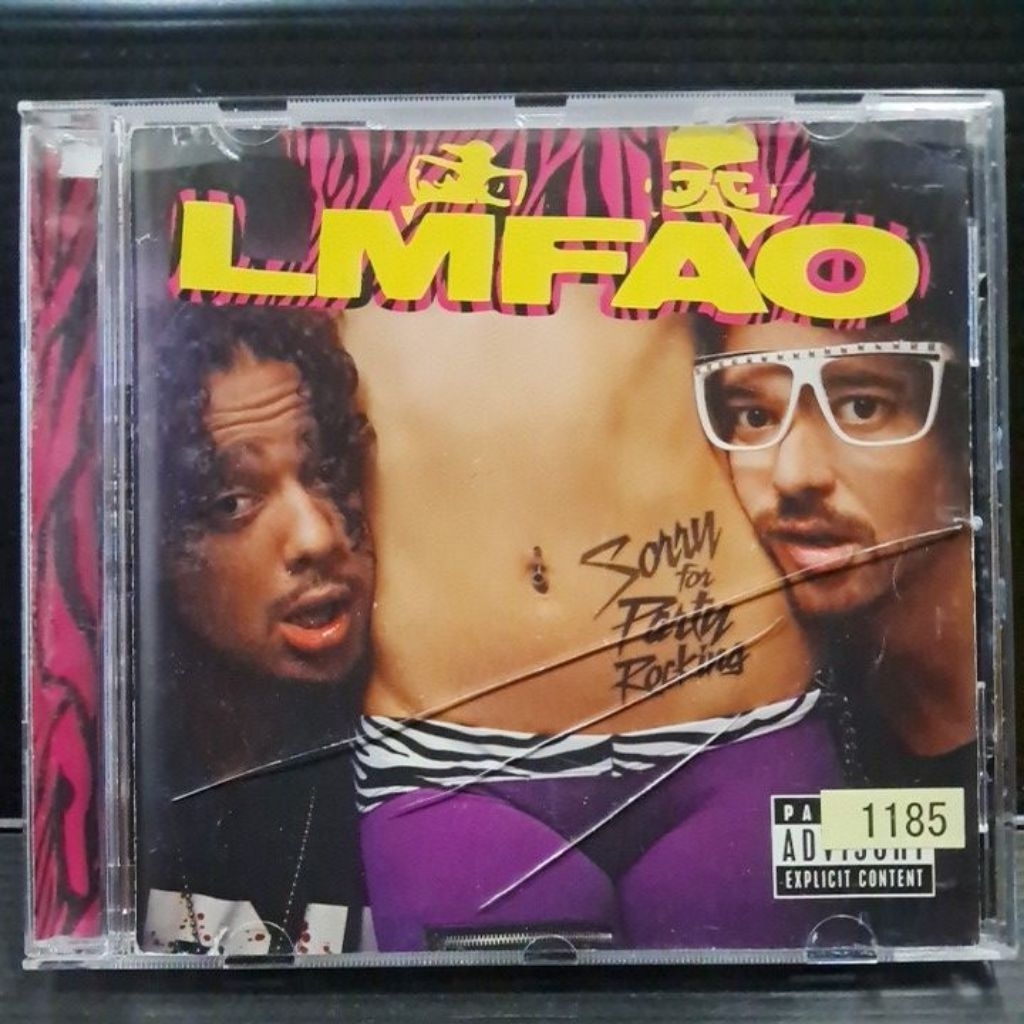 LMFAO
Sorry
for
Party
Rocking
PA
1185
ADVISORY
EXPLICIT CONTENT